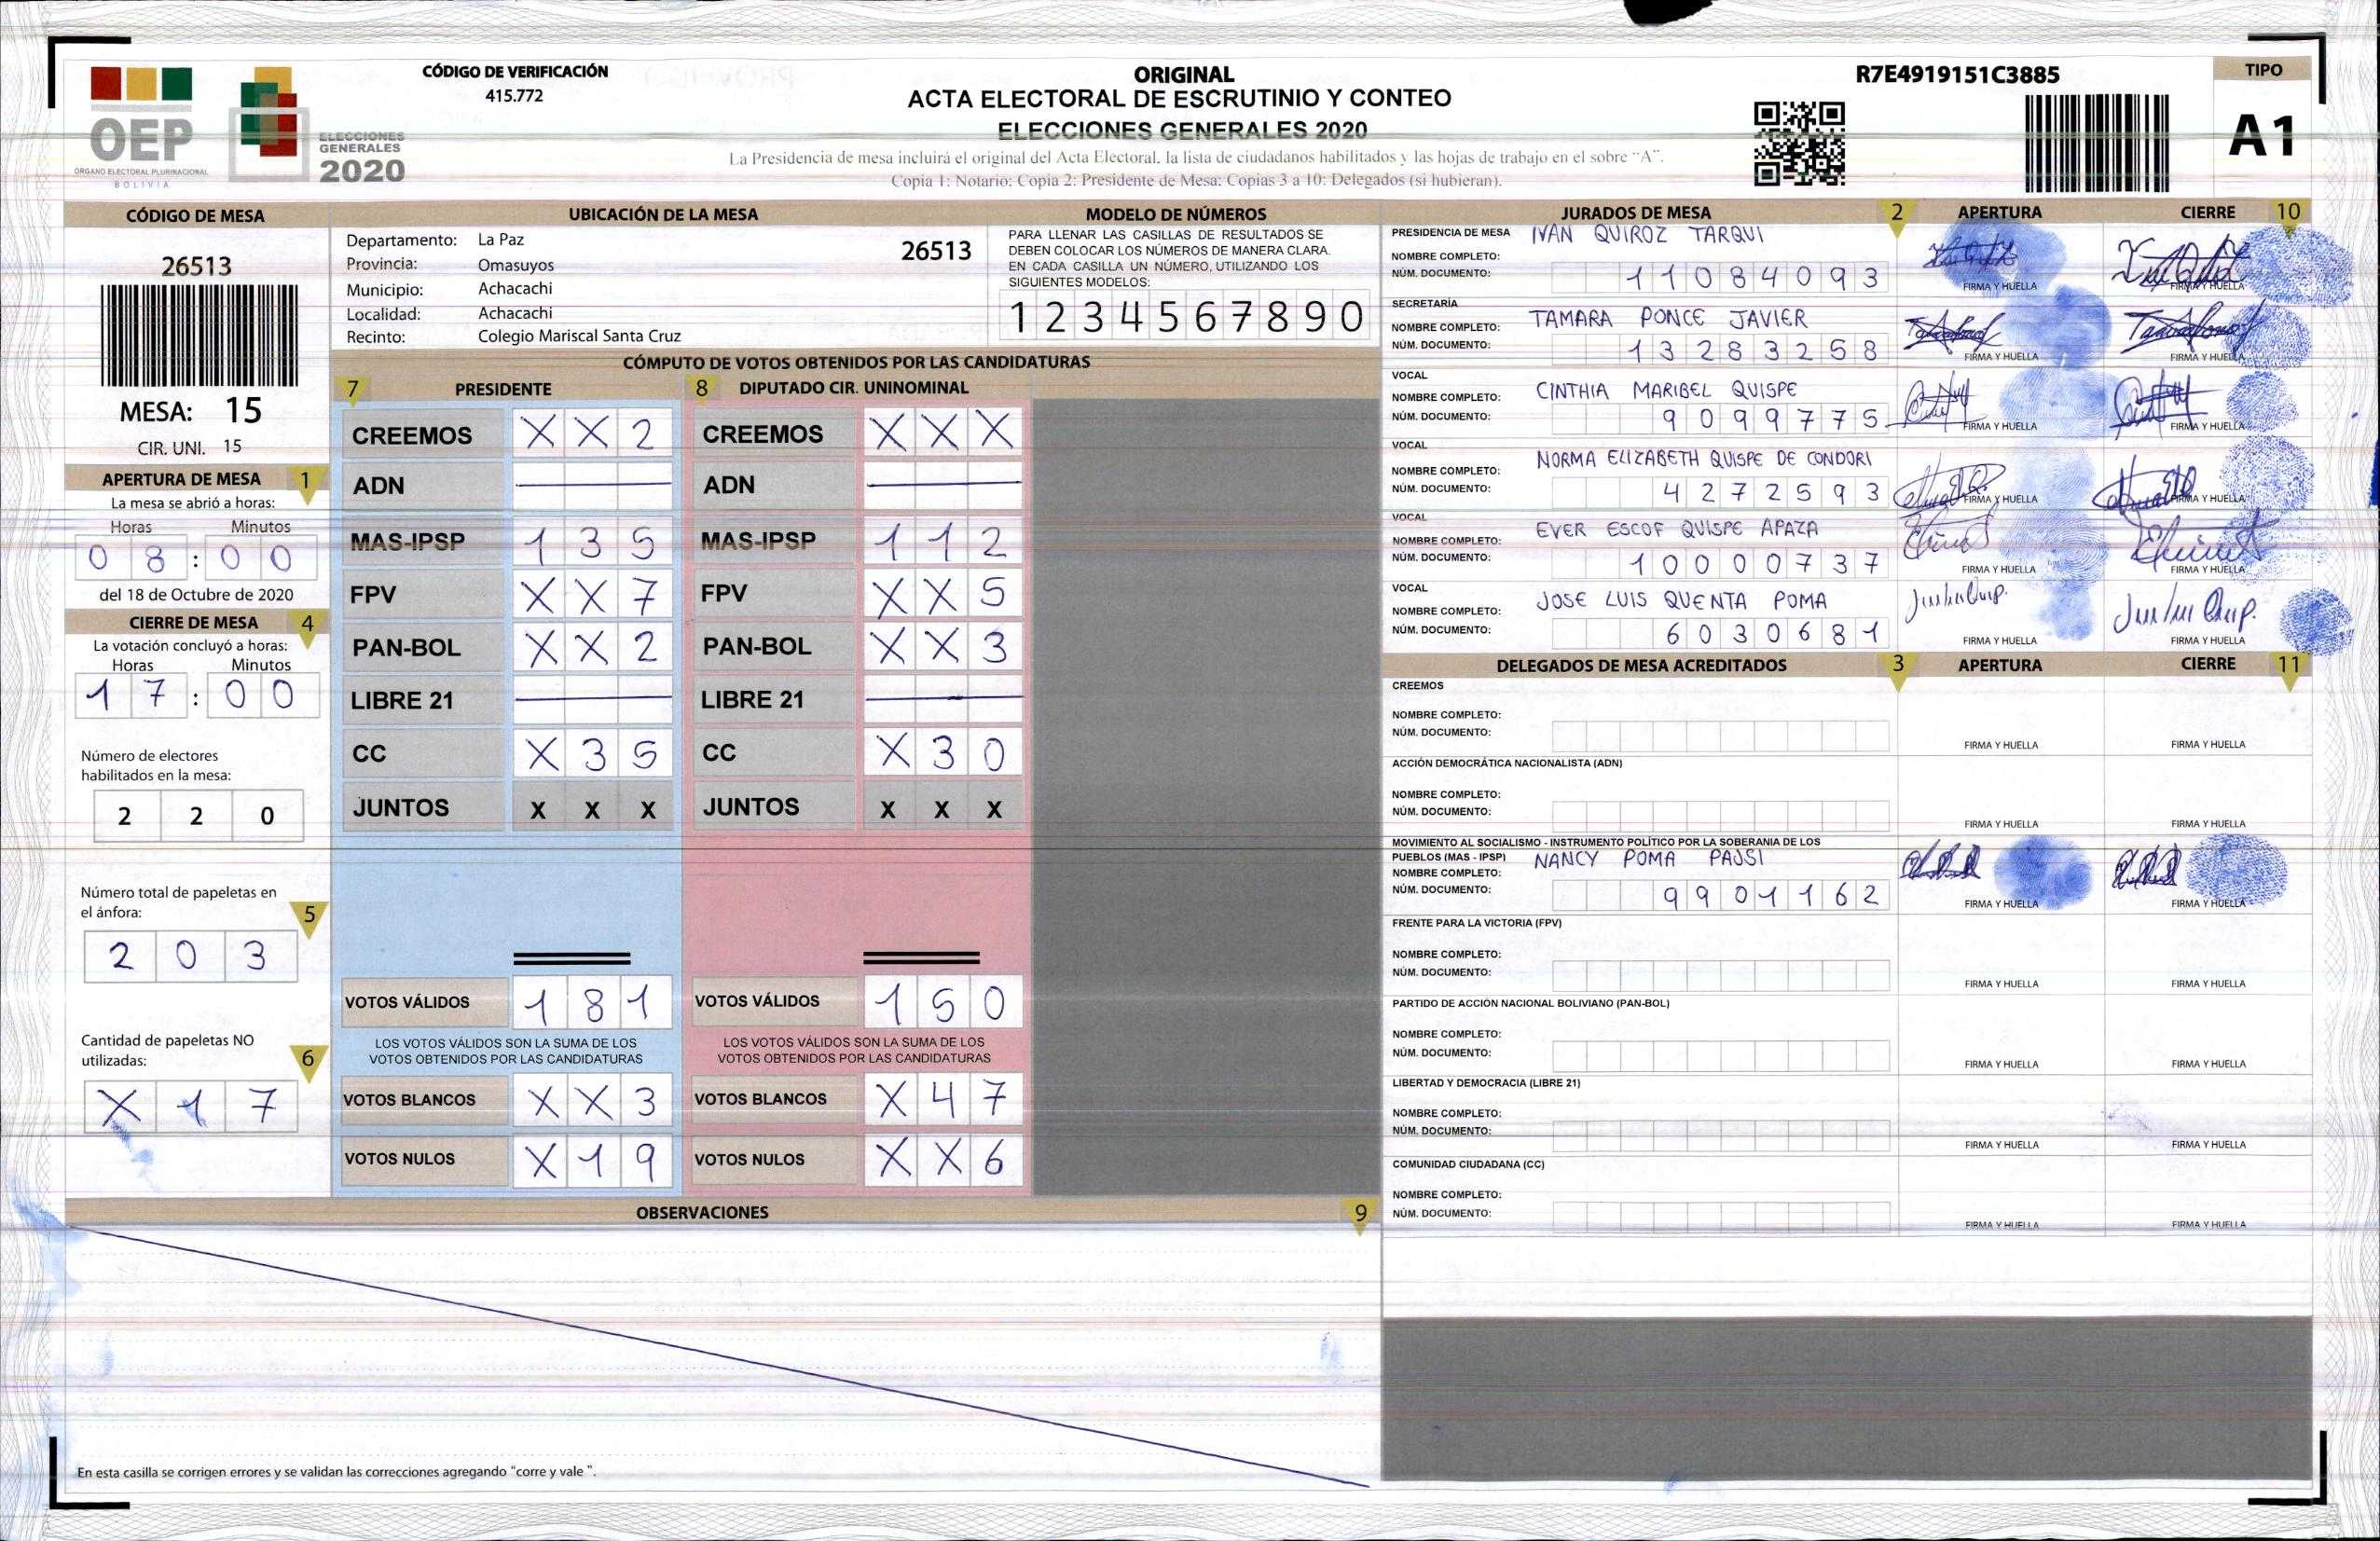 CÓDIGO DE VERIFICACIÓN
415.772
OEP
ÓRGANO ELECTORAL PLURINACIONAL
BOLIVIA
ELECCIONES
GENERALES
2020
ORIGINAL
ACTA ELECTORAL DE ESCRUTINIO Y CONTEO
ELECCIONES GENERALES 2020
La Presidencia de mesa incluirá el original del Acta Electoral, la lista de ciudadanos habilitados y las hojas de trabajo en el sobre "A".
Copia 1: Notario: Copia 2: Presidente de Mesa: Copias 3 a 10: Delegados (si hubieran).
R7E4919151C3885
TIPO
A1
CÓDIGO DE MESA
26513
MESA: 15
CIR. UNI. 15
APERTURA DE MESA 1
La mesa se abrió a horas:
Horas Minutos
0 8 : 0 0
del 18 de Octubre de 2020
CIERRE DE MESA 4
La votación concluyó a horas:
Horas Minutos
1 7 : 0 0
Número de electores
habilitados en la mesa:
2 2 0
Número total de papeletas en
el ánfora: 5
2 0 3
Cantidad de papeletas NO
utilizadas: 6
X 1 7
UBICACIÓN DE LA MESA
Departamento: La Paz
26513
Provincia: Omasuyos
Municipio: Achacachi
Localidad: Achacachi
Recinto: Colegio Mariscal Santa Cruz
MODELO DE NÚMEROS
PARA LLENAR LAS CASILLAS DE RESULTADOS SE
DEBEN COLOCAR LOS NÚMEROS DE MANERA CLARA.
EN CADA CASILLA UN NÚMERO, UTILIZANDO LOS
SIGUIENTES MODELOS:
1 2 3 4 5 6 7 8 9 0
CÓMPUTO DE VOTOS OBTENIDOS POR LAS CANDIDATURAS
7 PRESIDENTE
CREEMOS X X 2
ADN
MAS-IPSP 1 3 5
FPV X X 7
PAN-BOL X X 2
LIBRE 21
CC X 3 5
JUNTOS X X X
VOTOS VÁLIDOS 1 8 1
LOS VOTOS VÁLIDOS SON LA SUMA DE LOS
VOTOS OBTENIDOS POR LAS CANDIDATURAS
VOTOS BLANCOS X X 3
VOTOS NULOS X 1 9
8 DIPUTADO CIR. UNINOMINAL
CREEMOS X X X
ADN
MAS-IPSP 1 1 2
FPV X X 5
PAN-BOL X X 3
LIBRE 21
CC X 3 0
JUNTOS X X X
VOTOS VÁLIDOS 1 5 0
LOS VOTOS VÁLIDOS SON LA SUMA DE LOS
VOTOS OBTENIDOS POR LAS CANDIDATURAS
VOTOS BLANCOS X 4 7
VOTOS NULOS X X 6
OBSERVACIONES 9
En esta casilla se corrigen errores y se validan las correcciones agregando "corre y vale ".
JURADOS DE MESA 2 APERTURA CIERRE 10
PRESIDENCIA DE MESA IVAN QUIROZ TARQUI
NOMBRE COMPLETO:
NÚM. DOCUMENTO: 1 1 0 8 4 0 9 3
FIRMA Y HUELLA FIRMA Y HUELLA
SECRETARÍA
NOMBRE COMPLETO: TAMARA PONCE JAVIER
NÚM. DOCUMENTO: 1 3 2 8 3 2 5 8
FIRMA Y HUELLA FIRMA Y HUELLA
VOCAL
NOMBRE COMPLETO: CINTHIA MARIBEL QUISPE
NÚM. DOCUMENTO: 9 0 9 9 7 7 5
FIRMA Y HUELLA FIRMA Y HUELLA
VOCAL
NOMBRE COMPLETO: NORMA ELIZABETH QUISPE DE CONDORI
NÚM. DOCUMENTO: 4 2 7 2 5 9 3
FIRMA Y HUELLA FIRMA Y HUELLA
VOCAL
NOMBRE COMPLETO: EVER ESCOF QUISPE APAZA
NÚM. DOCUMENTO: 1 0 0 0 0 7 3 7
FIRMA Y HUELLA FIRMA Y HUELLA
VOCAL
NOMBRE COMPLETO: JOSE LUIS QUENTA POMA
NÚM. DOCUMENTO: 6 0 3 0 6 8 1
FIRMA Y HUELLA FIRMA Y HUELLA
DELEGADOS DE MESA ACREDITADOS 3 APERTURA CIERRE 11
CREEMOS
NOMBRE COMPLETO:
NÚM. DOCUMENTO:
FIRMA Y HUELLA FIRMA Y HUELLA
ACCIÓN DEMOCRÁTICA NACIONALISTA (ADN)
NOMBRE COMPLETO:
NÚM. DOCUMENTO:
FIRMA Y HUELLA FIRMA Y HUELLA
MOVIMIENTO AL SOCIALISMO - INSTRUMENTO POLÍTICO POR LA SOBERANIA DE LOS
PUEBLOS (MAS - IPSP) NANCY POMA PAJSI
NOMBRE COMPLETO:
NÚM. DOCUMENTO: 9 9 0 1 1 6 2
FIRMA Y HUELLA FIRMA Y HUELLA
FRENTE PARA LA VICTORIA (FPV)
NOMBRE COMPLETO:
NÚM. DOCUMENTO:
FIRMA Y HUELLA FIRMA Y HUELLA
PARTIDO DE ACCIÓN NACIONAL BOLIVIANO (PAN-BOL)
NOMBRE COMPLETO:
NÚM. DOCUMENTO:
FIRMA Y HUELLA FIRMA Y HUELLA
LIBERTAD Y DEMOCRACIA (LIBRE 21)
NOMBRE COMPLETO:
NÚM. DOCUMENTO:
FIRMA Y HUELLA FIRMA Y HUELLA
COMUNIDAD CIUDADANA (CC)
NOMBRE COMPLETO:
NÚM. DOCUMENTO:
FIRMA Y HUELLA FIRMA Y HUELLA